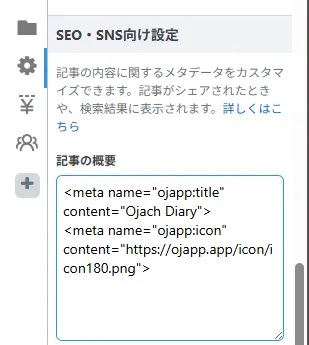 SEO・SNS向け設定
記事の内容に関するメタデータをカスタマ
イズできます。記事がシェアされたとき
や、検索結果に表示されます。詳しくはこ
ちら
記事の概要
<meta name="ojapp:title"
content="Ojach Diary">
<meta name="ojapp:icon"
content="https://ojapp.app/icon/i
con180.png">